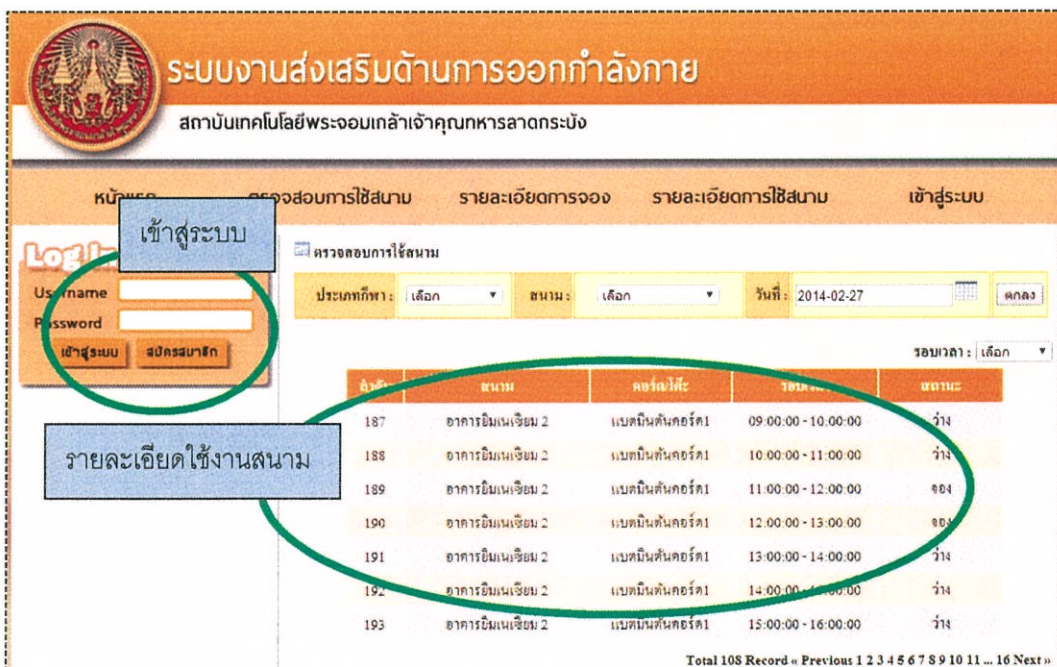 ระบบงานส่งเสริมด้านการออกกำลังกาย
สถาบันเทคโนโลยีพระจอมเกล้าเจ้าคุณทหารลาดกระบัง
ตรวจสอบการใช้สนาม รายละเอียดการจอง รายละเอียดการใช้สนาม เข้าสู่ระบบ
เข้าสู่ระบบ
Log In
Username
Password
เข้าสู่ระบบ สมัครสมาชิก
รายละเอียดใช้งานสนาม
ตรวจสอบการใช้สนาม
ประเภทกีฬา : เลือก สนาม : เลือก วันที่ : 2014-02-27 ตกลง
รอบเวลา : เลือก
ลำดับ สนาม คอร์ด/โต๊ะ รอบเวลา สถานะ
187 อาคารยิมเนเซียม 2 แบตมินตันคอร์ด1 09:00:00 - 10:00:00 ว่าง
188 อาคารยิมเนเซียม 2 แบตมินตันคอร์ด1 10:00:00 - 11:00:00 ว่าง
189 อาคารยิมเนเซียม 2 แบตมินตันคอร์ด1 11:00:00 - 12:00:00 จอง
190 อาคารยิมเนเซียม 2 แบตมินตันคอร์ด1 12:00:00 - 13:00:00 จอง
191 อาคารยิมเนเซียม 2 แบตมินตันคอร์ด1 13:00:00 - 14:00:00 ว่าง
192 อาคารยิมเนเซียม 2 แบตมินตันคอร์ด1 14:00:00 - ว่าง
193 อาคารยิมเนเซียม 2 แบตมินตันคอร์ด1 15:00:00 - 16:00:00 ว่าง
Total 108 Record « Previous 1 2 3 4 5 6 7 8 9 10 11 ... 16 Next »